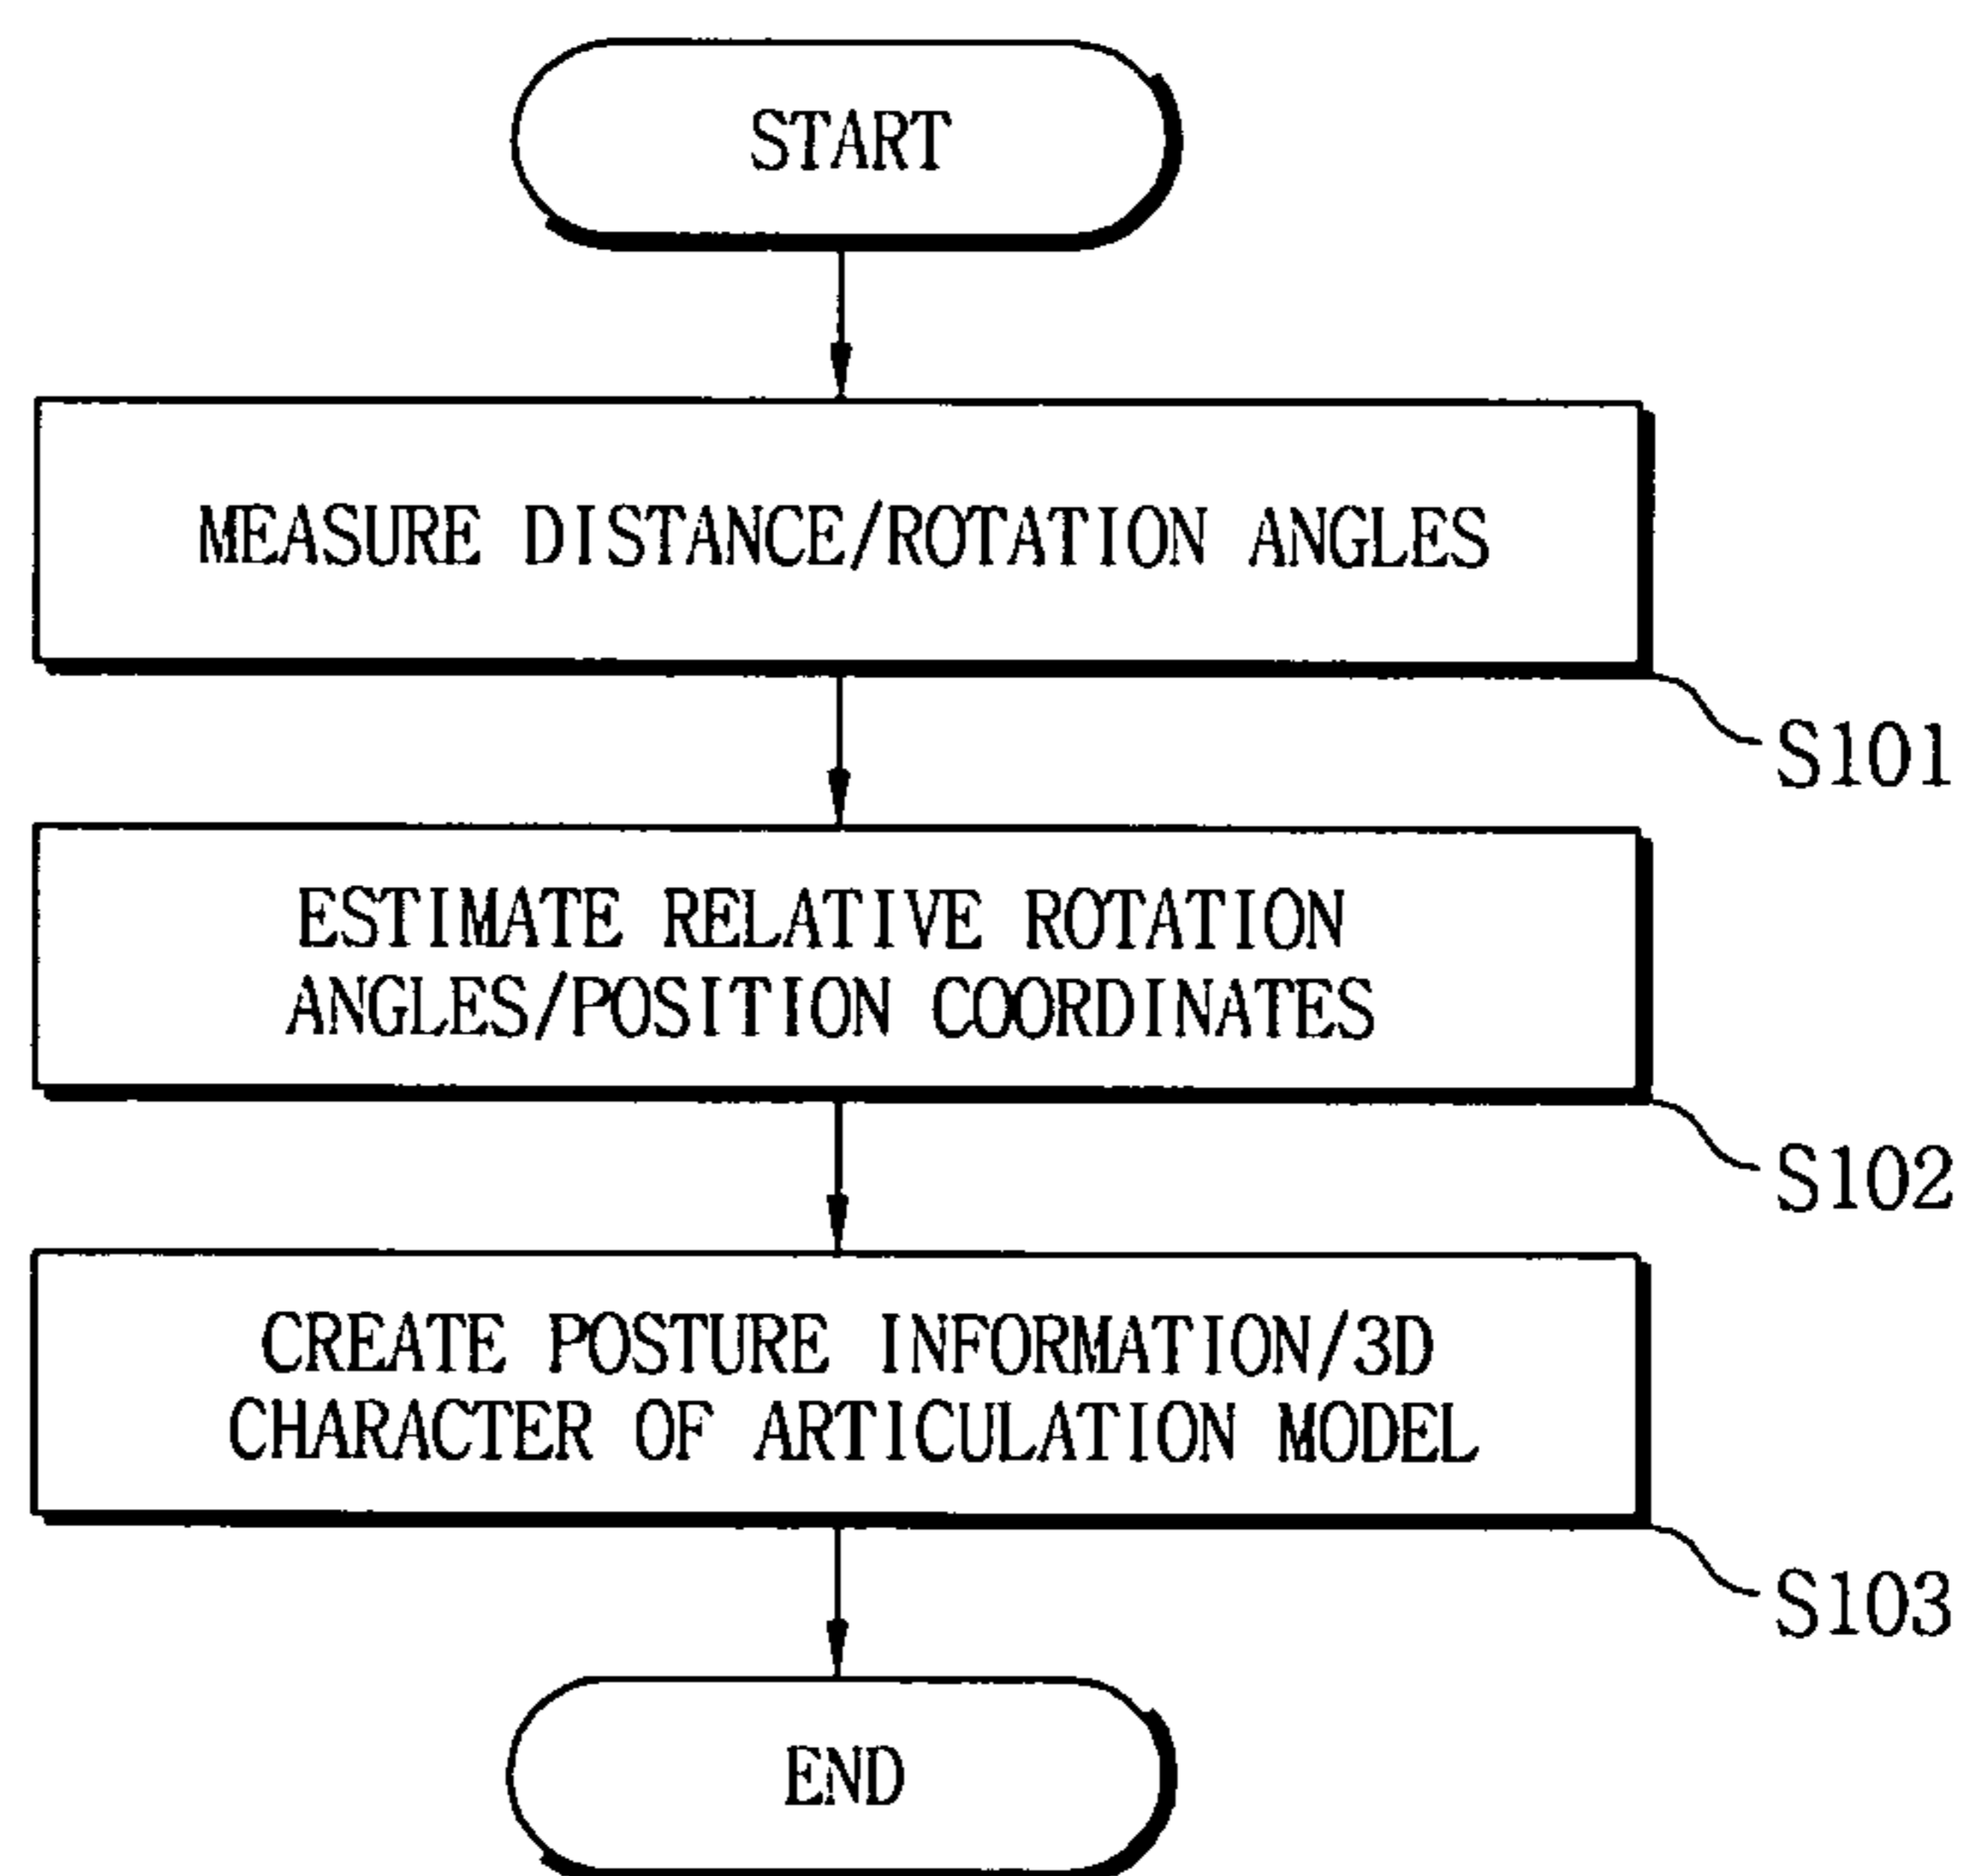 START
MEASURE DISTANCE/ROTATION ANGLES
S101
ESTIMATE RELATIVE ROTATION
ANGLES/POSITION COORDINATES
S102
CREATE POSTURE INFORMATION/3D
CHARACTER OF ARTICULATION MODEL
S103
END